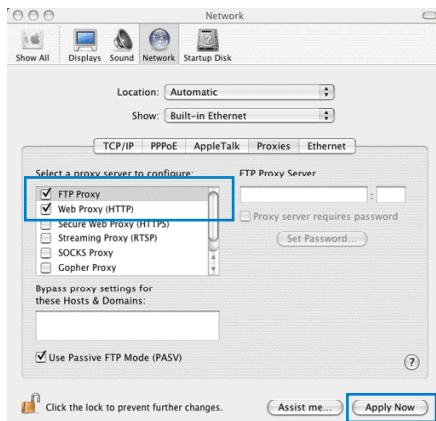 Network
Show All Displays Sound Network Startup Disk
Location: Automatic
Show: Built-in Ethernet
TCP/IP PPPoE AppleTalk Proxies Ethernet
Select a proxy server to configure: FTP Proxy Server
FTP Proxy :
Web Proxy (HTTP) Proxy server requires password
Secure Web Proxy (HTTPS)
Streaming Proxy (RTSP) Set Password...
SOCKS Proxy
Gopher Proxy
Bypass proxy settings for
these Hosts & Domains:
Use Passive FTP Mode (PASV) ?
Click the lock to prevent further changes. Assist me... Apply Now